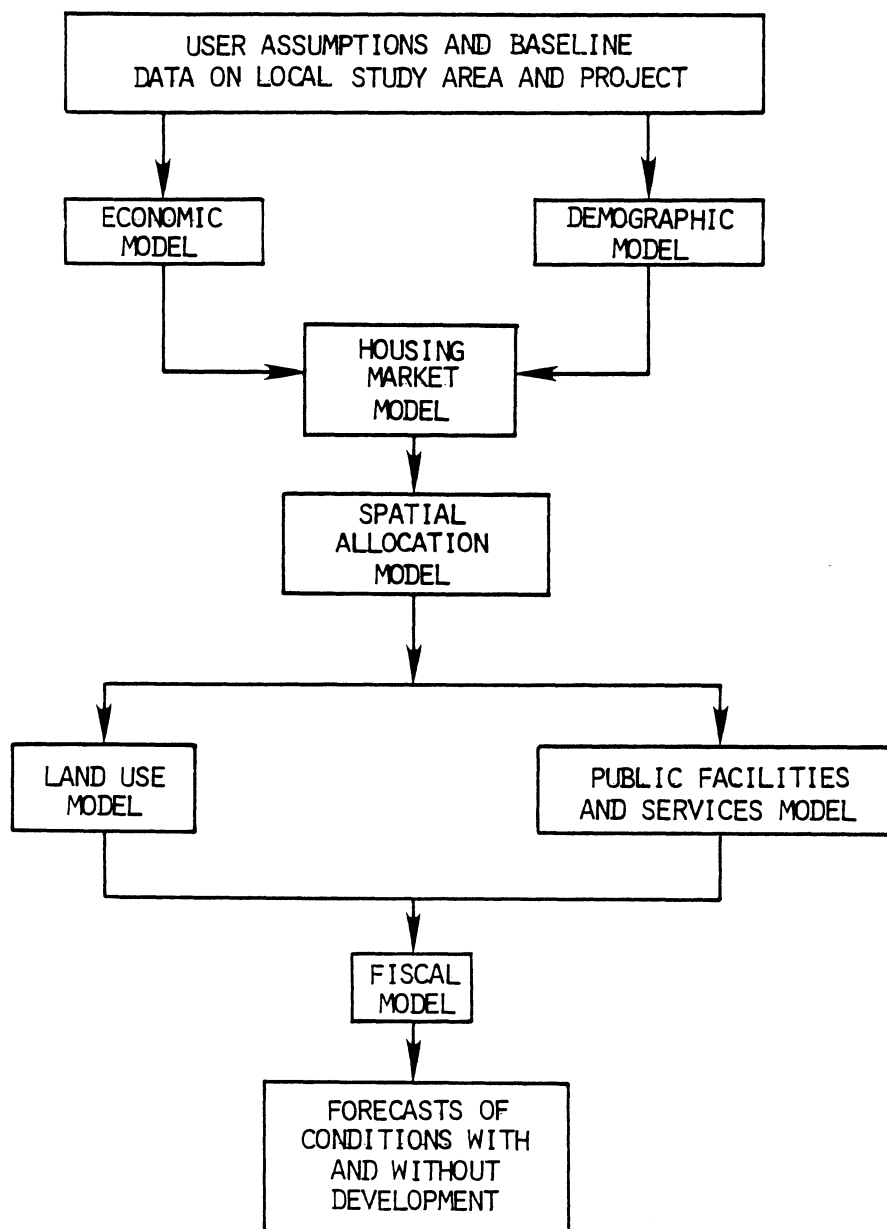 USER ASSUMPTIONS AND BASELINE
DATA ON LOCAL STUDY AREA AND PROJECT
ECONOMIC
MODEL
DEMOGRAPHIC
MODEL
HOUSING
MARKET
MODEL
SPATIAL
ALLOCATION
MODEL
LAND USE
MODEL
PUBLIC FACILITIES
AND SERVICES MODEL
FISCAL
MODEL
FORECASTS OF
CONDITIONS WITH
AND WITHOUT
DEVELOPMENT